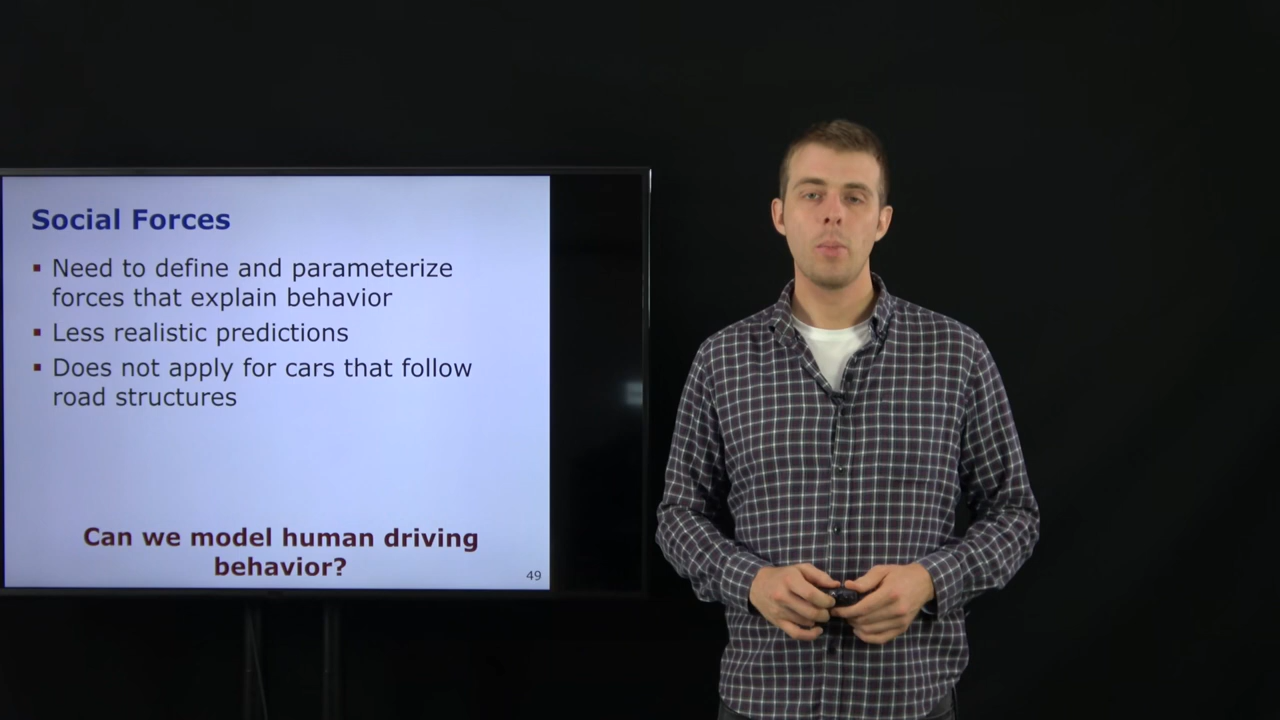 Social Forces
▪ Need to define and parameterize
forces that explain behavior
▪ Less realistic predictions
▪ Does not apply for cars that follow
road structures
Can we model human driving
behavior?
49